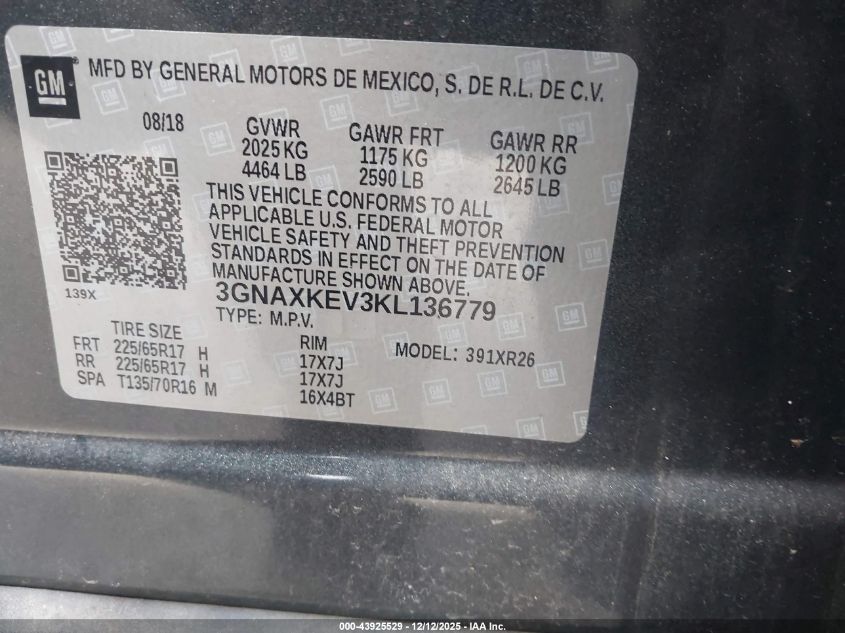 GM MFD BY GENERAL MOTORS DE MEXICO, S. DE R.L. DE C.V.
08/18 GVWR GAWR FRT GAWR RR
2025 KG 1175 KG 1200 KG
4464 LB 2590 LB 2645 LB
THIS VEHICLE CONFORMS TO ALL
APPLICABLE U.S. FEDERAL MOTOR
VEHICLE SAFETY AND THEFT PREVENTION
STANDARDS IN EFFECT ON THE DATE OF
MANUFACTURE SHOWN ABOVE.
139X
3GNAXKEV3KL136779
TYPE: M.P.V.
TIRE SIZE RIM MODEL: 391XR26
FRT 225/65R17 H 17X7J
RR 225/65R17 H 17X7J
SPA T135/70R16 M 16X4BT
000-43925529 - 12/12/2025 - IAA Inc.